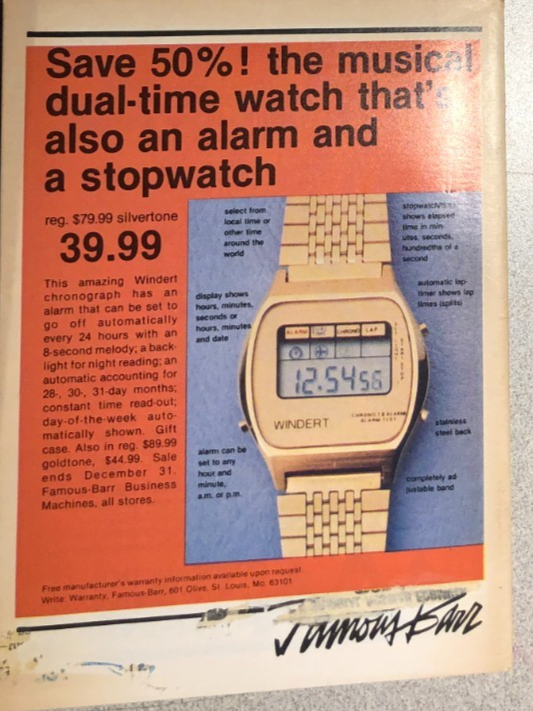 Save 50%! the musical
dual-time watch that's
also an alarm and
a stopwatch
reg. $79.99 silvertone
39.99
This amazing Windert
chronograph has an
alarm that can be set to
go off automatically
every 24 hours with an
8-second melody; a back-
light for night reading; an
automatic accounting for
28-, 30-, 31-day months;
constant time read-out;
day-of-the-week auto-
matically shown. Gift
case. Also in reg. $89.99
goldtone, $44.99. Sale
ends December 31.
Famous-Barr Business
Machines, all stores.
select from
local time or
other time
around the
world
display shows
hours, minutes,
seconds or
hours, minutes
and date
alarm can be
set to any
hour and
minute,
a.m. or p.m.
ALARM CHRONO LAP
12.5456
WINDERT
CHRONOTE ALARM
shows elapsed
time in min-
utes, seconds,
hundredths of a
second
automatic lap-
timer shows lap
times (splits)
stainless
steel back
completely ad-
justable band
Free manufacturer's warranty information available upon request.
Write: Warranty, Famous-Barr, 601 Olive, St. Louis, Mo. 63101
Famous Barr